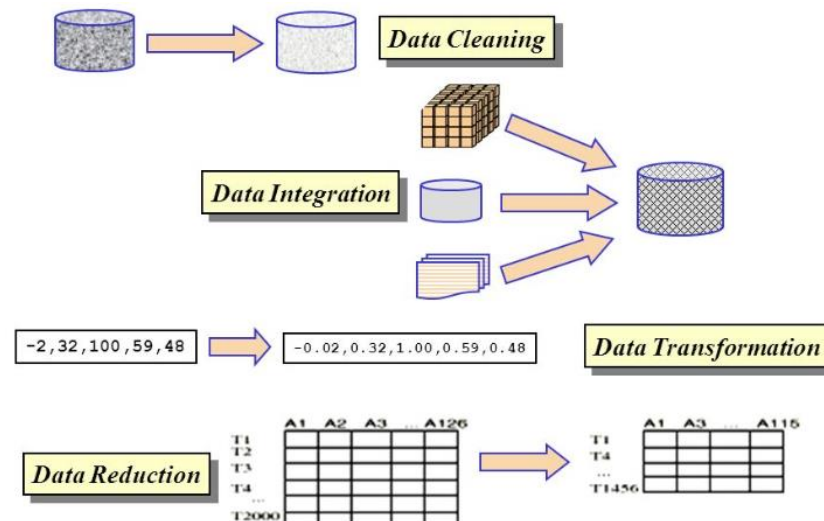 Data Cleaning
Data Integration
-2,32,100,59,48
-0.02,0.32,1.00,0.59,0.48
Data Transformation
Data Reduction
A1 A2 A3 ... A126
T1
T2
T3
T4
...
T2000
A1 A3 ... A115
T1
T4
...
T1456